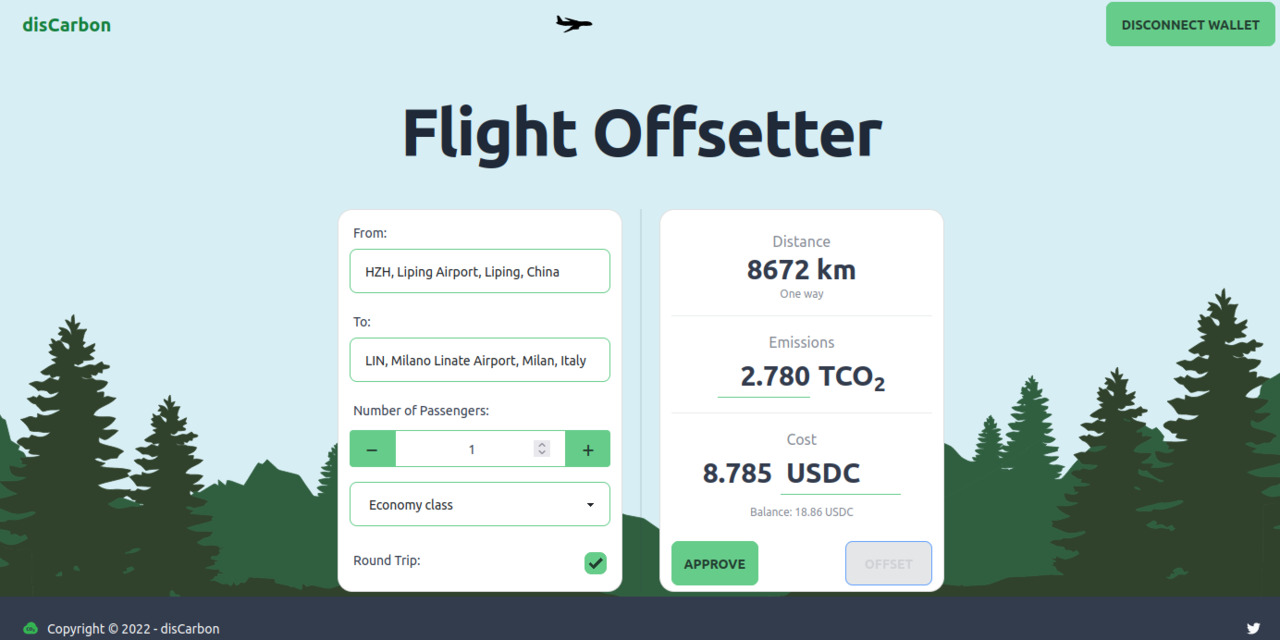 disCarbon
DISCONNECT WALLET
Flight Offsetter
From:
HZH, Liping Airport, Liping, China
To:
LIN, Milano Linate Airport, Milan, Italy
Number of Passengers:
− 1 +
Economy class
Round Trip:
Distance
8672 km
One way
Emissions
2.780 TCO₂
Cost
8.785 USDC
Balance: 18.86 USDC
APPROVE
OFFSET
Copyright © 2022 - disCarbon